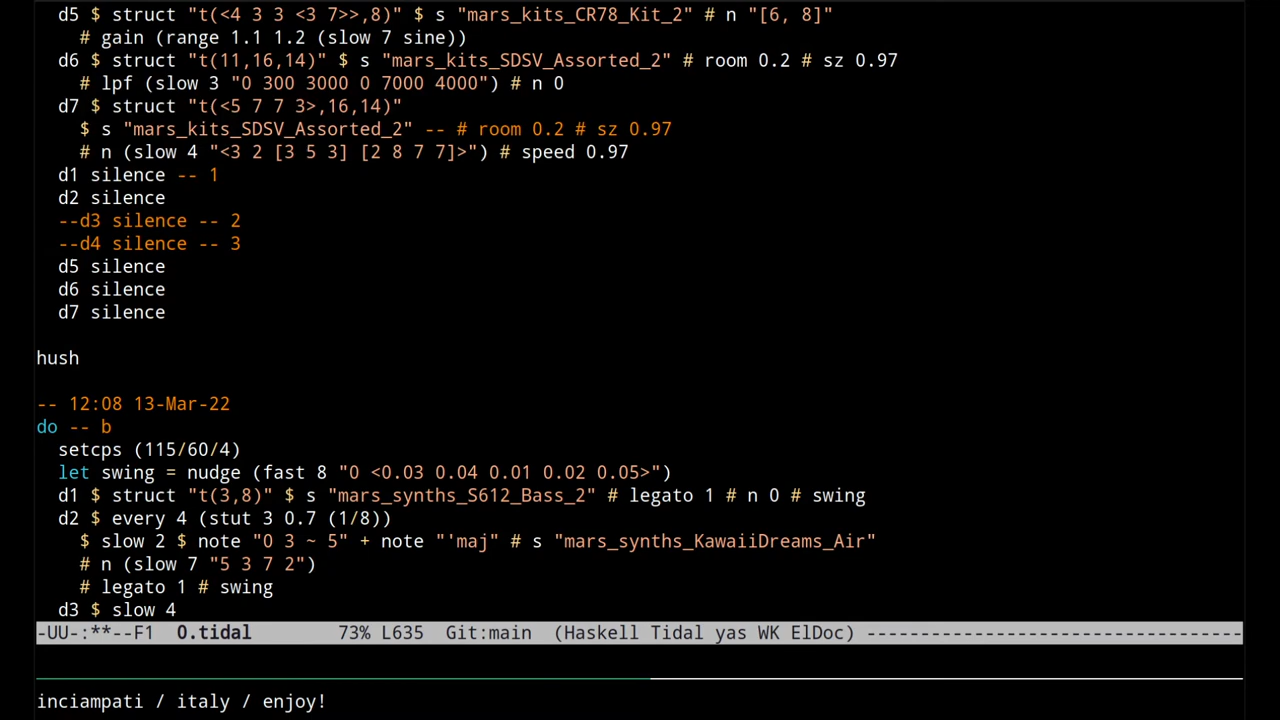 d5 $ struct "t(<4 3 3 <3 7>>,8)" $ s "mars_kits_CR78_Kit_2" # n "[6, 8]"
# gain (range 1.1 1.2 (slow 7 sine))
d6 $ struct "t(11,16,14)" $ s "mars_kits_SDSV_Assorted_2" # room 0.2 # sz 0.97
# lpf (slow 3 "0 300 3000 0 7000 4000") # n 0
d7 $ struct "t(<5 7 7 3>,16,14)"
$ s "mars_kits_SDSV_Assorted_2" -- # room 0.2 # sz 0.97
# n (slow 4 "<3 2 [3 5 3] [2 8 7 7]>") # speed 0.97
d1 silence -- 1
d2 silence
--d3 silence -- 2
--d4 silence -- 3
d5 silence
d6 silence
d7 silence
hush
-- 12:08 13-Mar-22
do -- b
setcps (115/60/4)
let swing = nudge (fast 8 "0 <0.03 0.04 0.01 0.02 0.05>")
d1 $ struct "t(3,8)" $ s "mars_synths_S612_Bass_2" # legato 1 # n 0 # swing
d2 $ every 4 (stut 3 0.7 (1/8))
$ slow 2 $ note "0 3 ~ 5" + note "'maj" # s "mars_synths_KawaiiDreams_Air"
# n (slow 7 "5 3 7 2")
# legato 1 # swing
d3 $ slow 4
-UU-:**--F1  0.tidal  73% L635  Git:main  (Haskell Tidal yas WK ElDoc) -----------------------------------
inciampati / italy / enjoy!